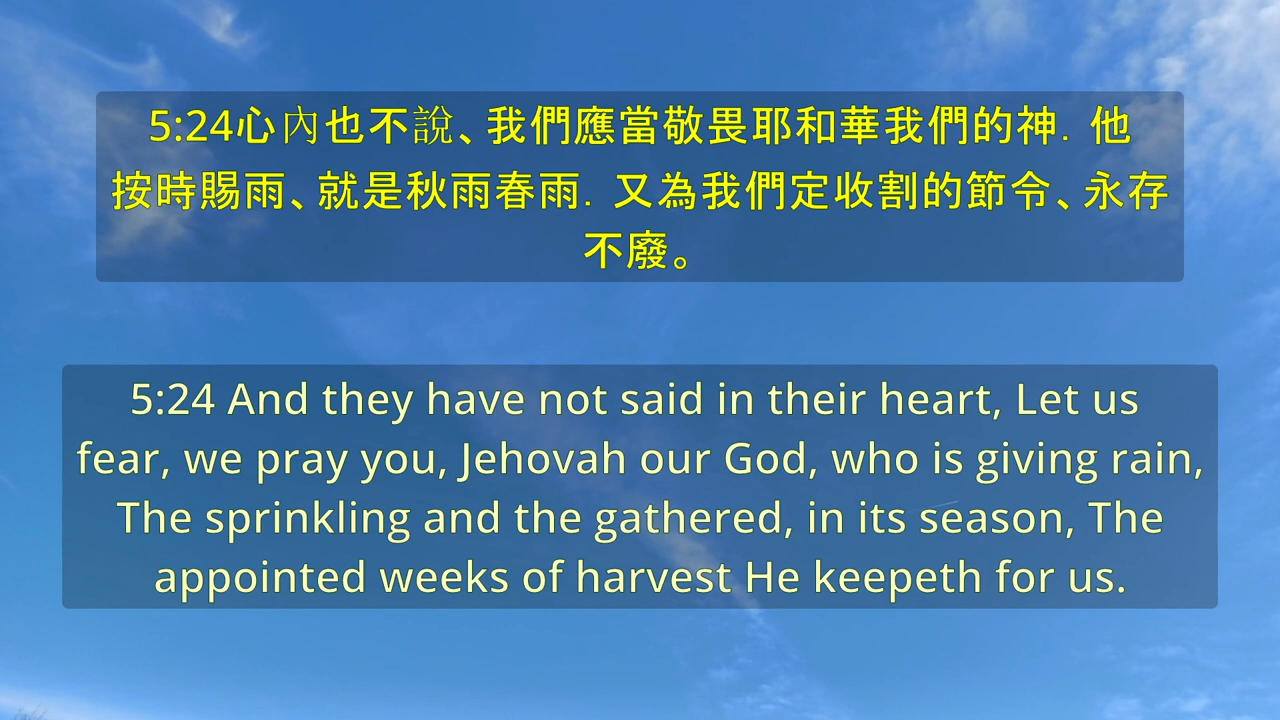 5:24心內也不說、我們應當敬畏耶和華我們的神．他
按時賜雨、就是秋雨春雨．又為我們定收割的節令、永存
不廢。
5:24 And they have not said in their heart, Let us
fear, we pray you, Jehovah our God, who is giving rain,
The sprinkling and the gathered, in its season, The
appointed weeks of harvest He keepeth for us.